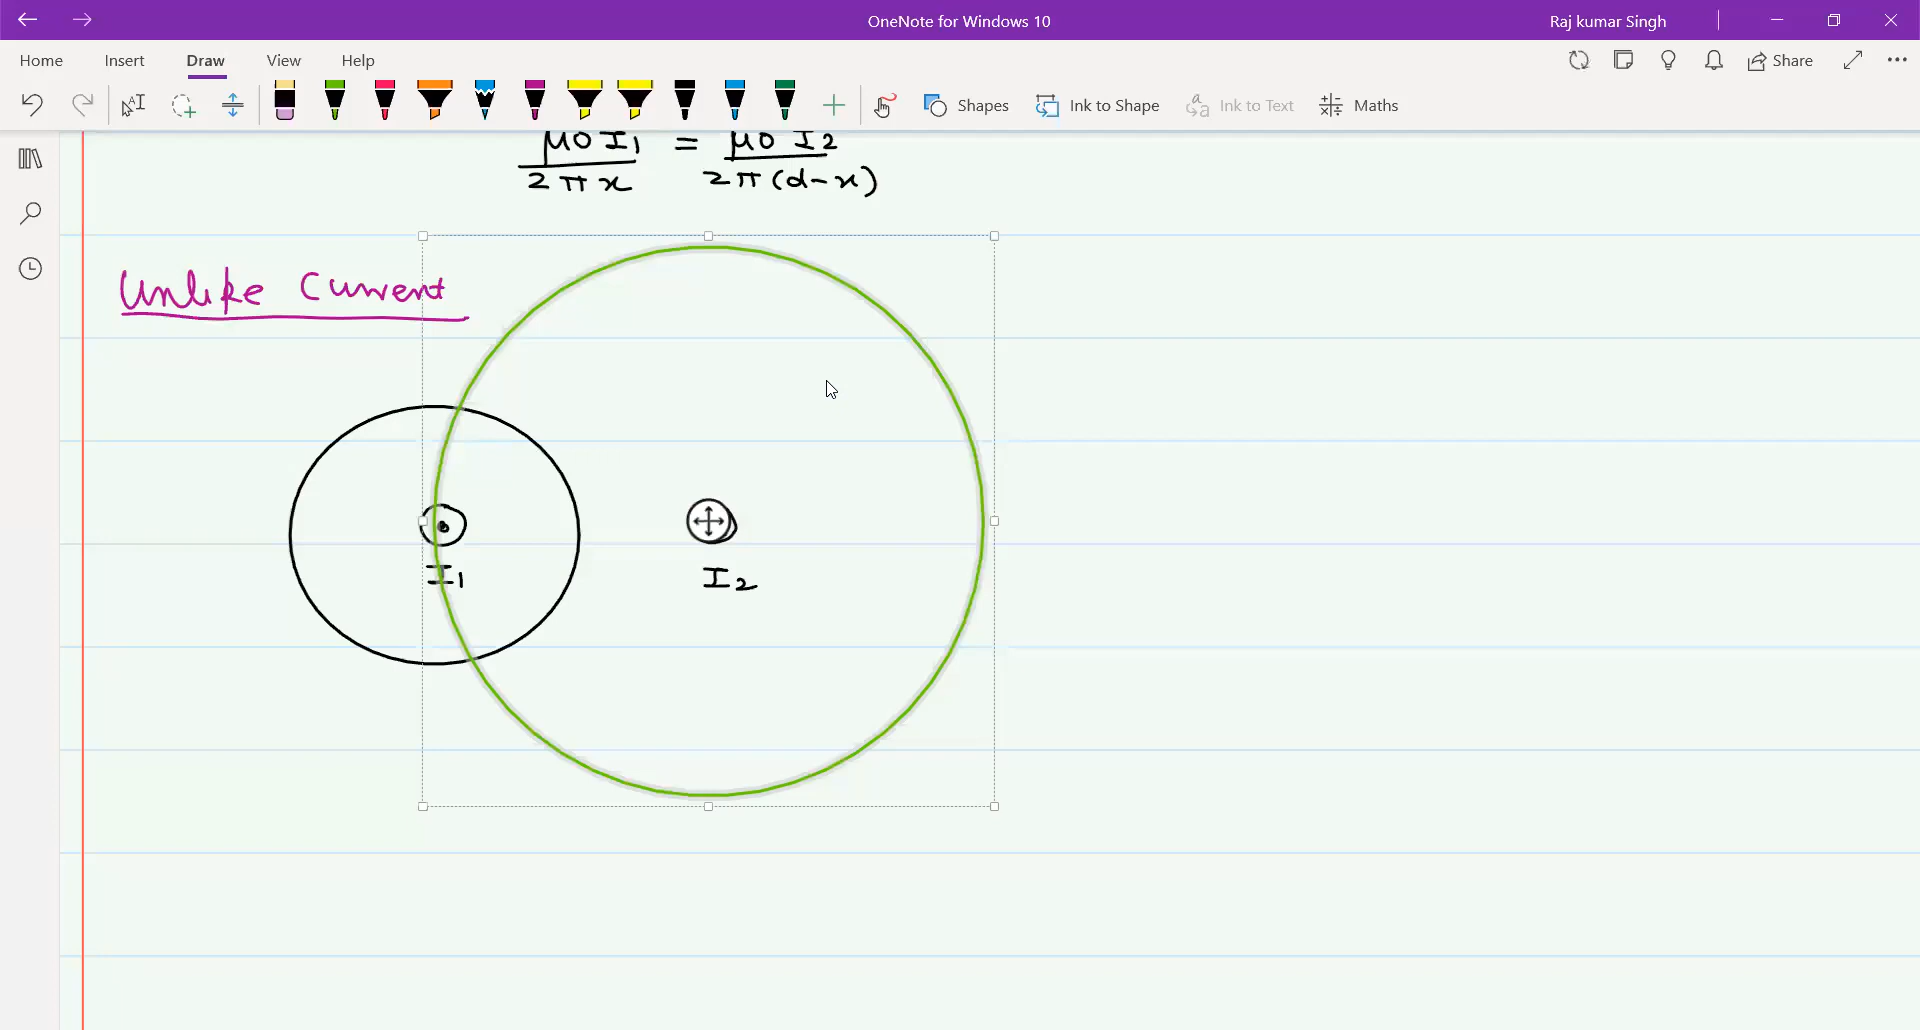 OneNote for Windows 10
Raj kumar Singh
Home Insert Draw View Help
Share
Shapes Ink to Shape Ink to Text Maths
μ0 I1 = μ0 I2
2πx 2π(d-x)
Unlike Current
I1 I2